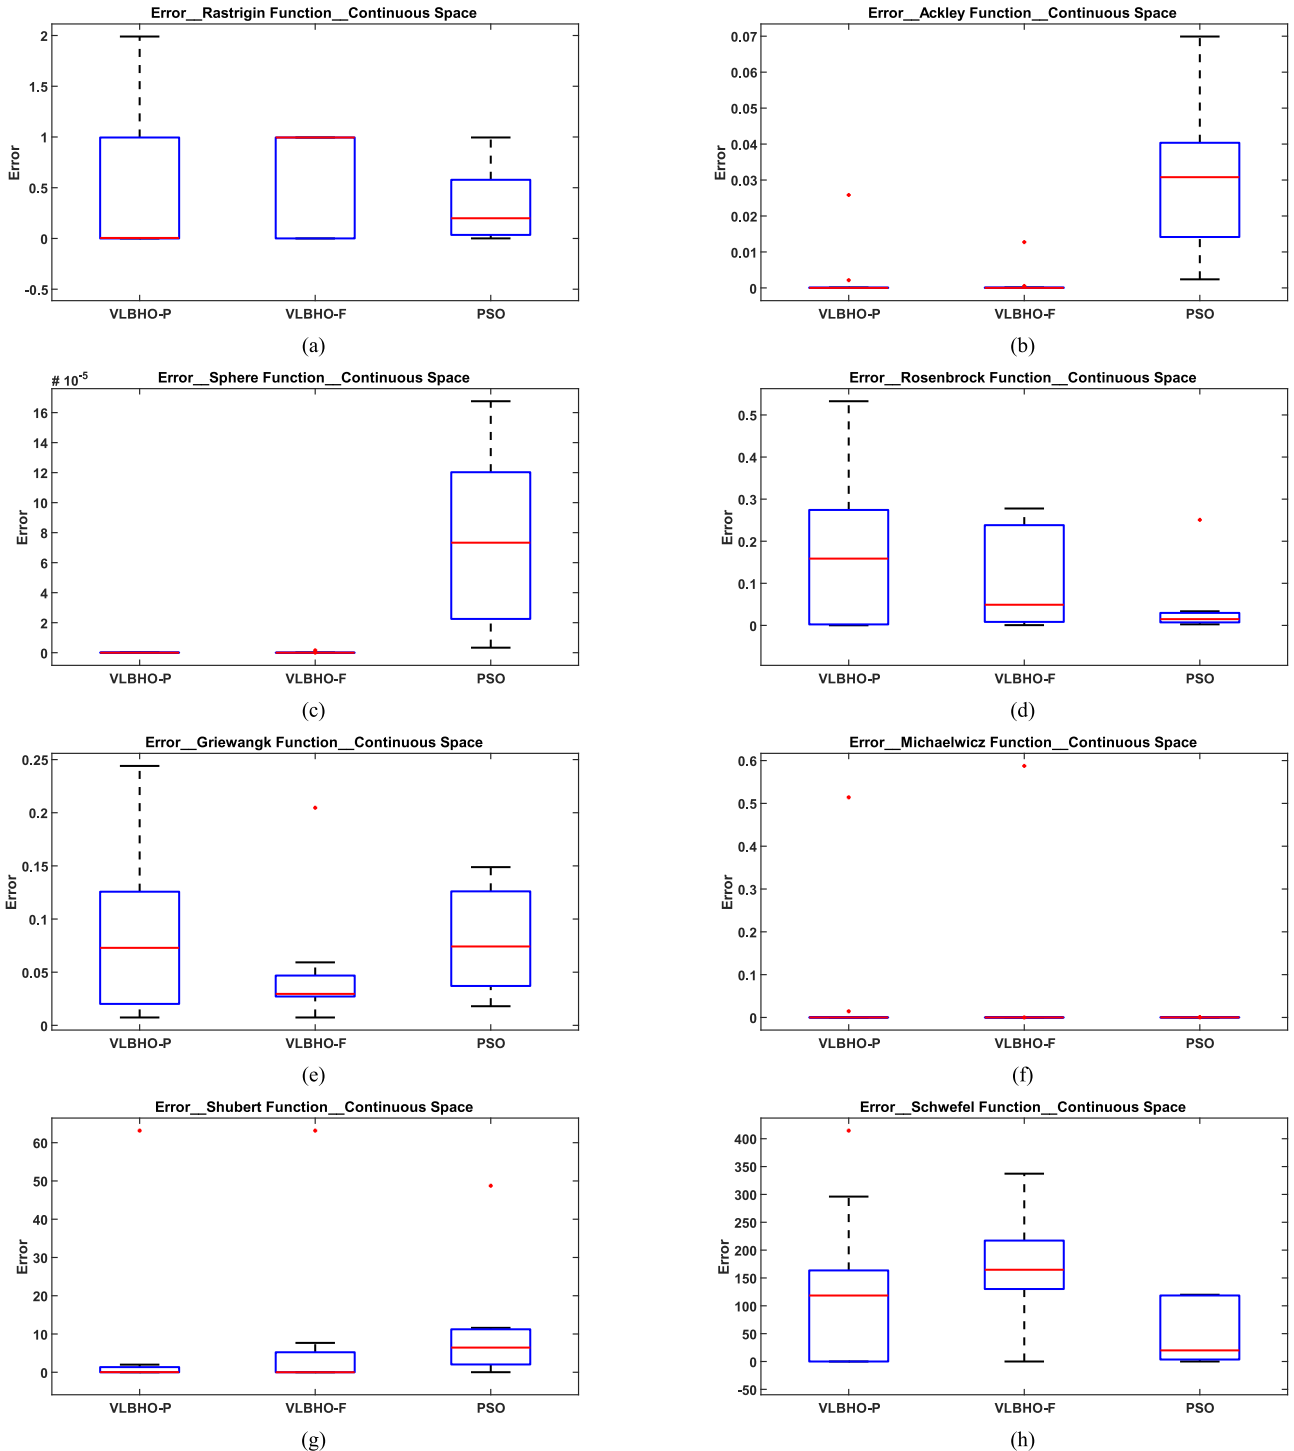 Error__Rastrigin Function__Continuous Space
2
1.5
1
0.5
0
-0.5
Error
VLBHO-P VLBHO-F PSO
(a)
Error__Ackley Function__Continuous Space
0.07
0.06
0.05
0.04
0.03
0.02
0.01
0
Error
VLBHO-P VLBHO-F PSO
(b)
# 10-5
Error__Sphere Function__Continuous Space
16
14
12
10
8
6
4
2
0
Error
VLBHO-P VLBHO-F PSO
(c)
Error__Rosenbrock Function__Continuous Space
0.5
0.4
0.3
0.2
0.1
0
Error
VLBHO-P VLBHO-F PSO
(d)
Error__Griewangk Function__Continuous Space
0.25
0.2
0.15
0.1
0.05
0
Error
VLBHO-P VLBHO-F PSO
(e)
Error__Michaelwicz Function__Continuous Space
0.6
0.5
0.4
0.3
0.2
0.1
0
Error
VLBHO-P VLBHO-F PSO
(f)
Error__Shubert Function__Continuous Space
60
50
40
30
20
10
0
Error
VLBHO-P VLBHO-F PSO
(g)
Error__Schwefel Function__Continuous Space
400
350
300
250
200
150
100
50
0
-50
Error
VLBHO-P VLBHO-F PSO
(h)